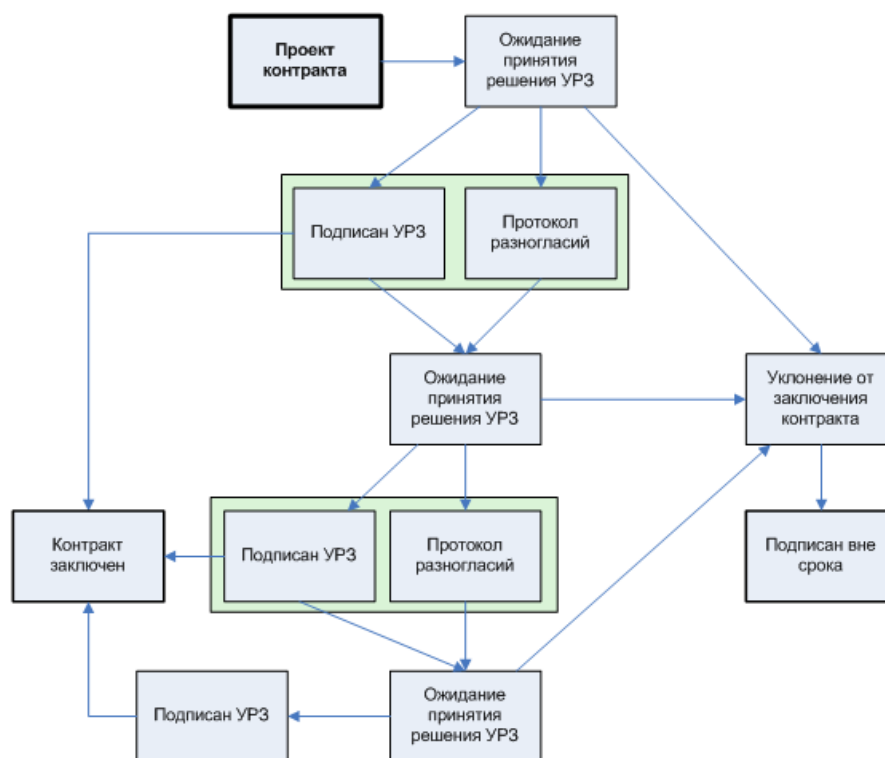 Проект
контракта
Ожидание
принятия
решения УРЗ
Подписан УРЗ
Протокол
разногласий
Ожидание
принятия
решения УРЗ
Уклонение от
заключения
контракта
Контракт
заключен
Подписан УРЗ
Протокол
разногласий
Подписан вне
срока
Подписан УРЗ
Ожидание
принятия
решения УРЗ